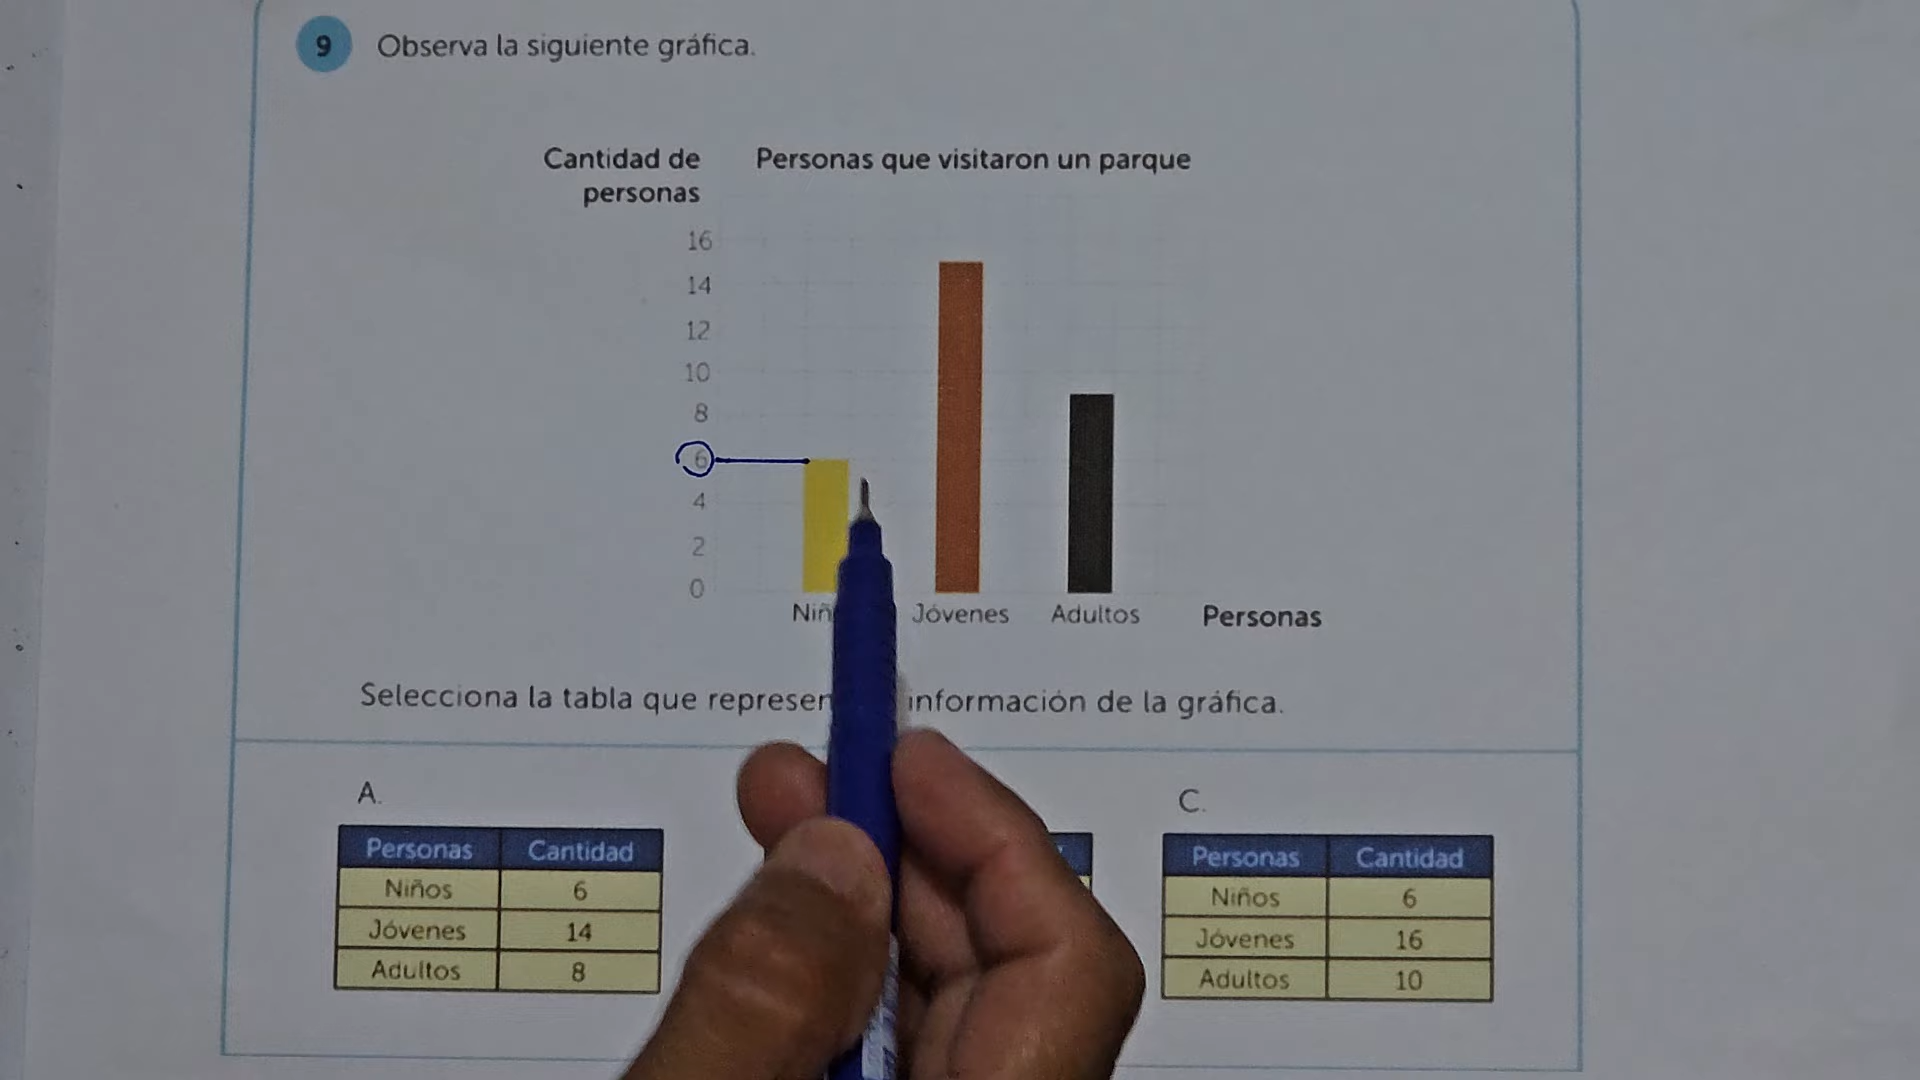 9 Observa la siguiente gráfica.
Cantidad de personas
Personas que visitaron un parque
16
14
12
10
8
6
4
2
0
Jóvenes Adultos Personas
Selecciona la tabla que información de la gráfica.
A.
Personas Cantidad
Niños 6
Jóvenes 14
Adultos 8
C.
Personas Cantidad
Niños 6
Jóvenes 16
Adultos 10